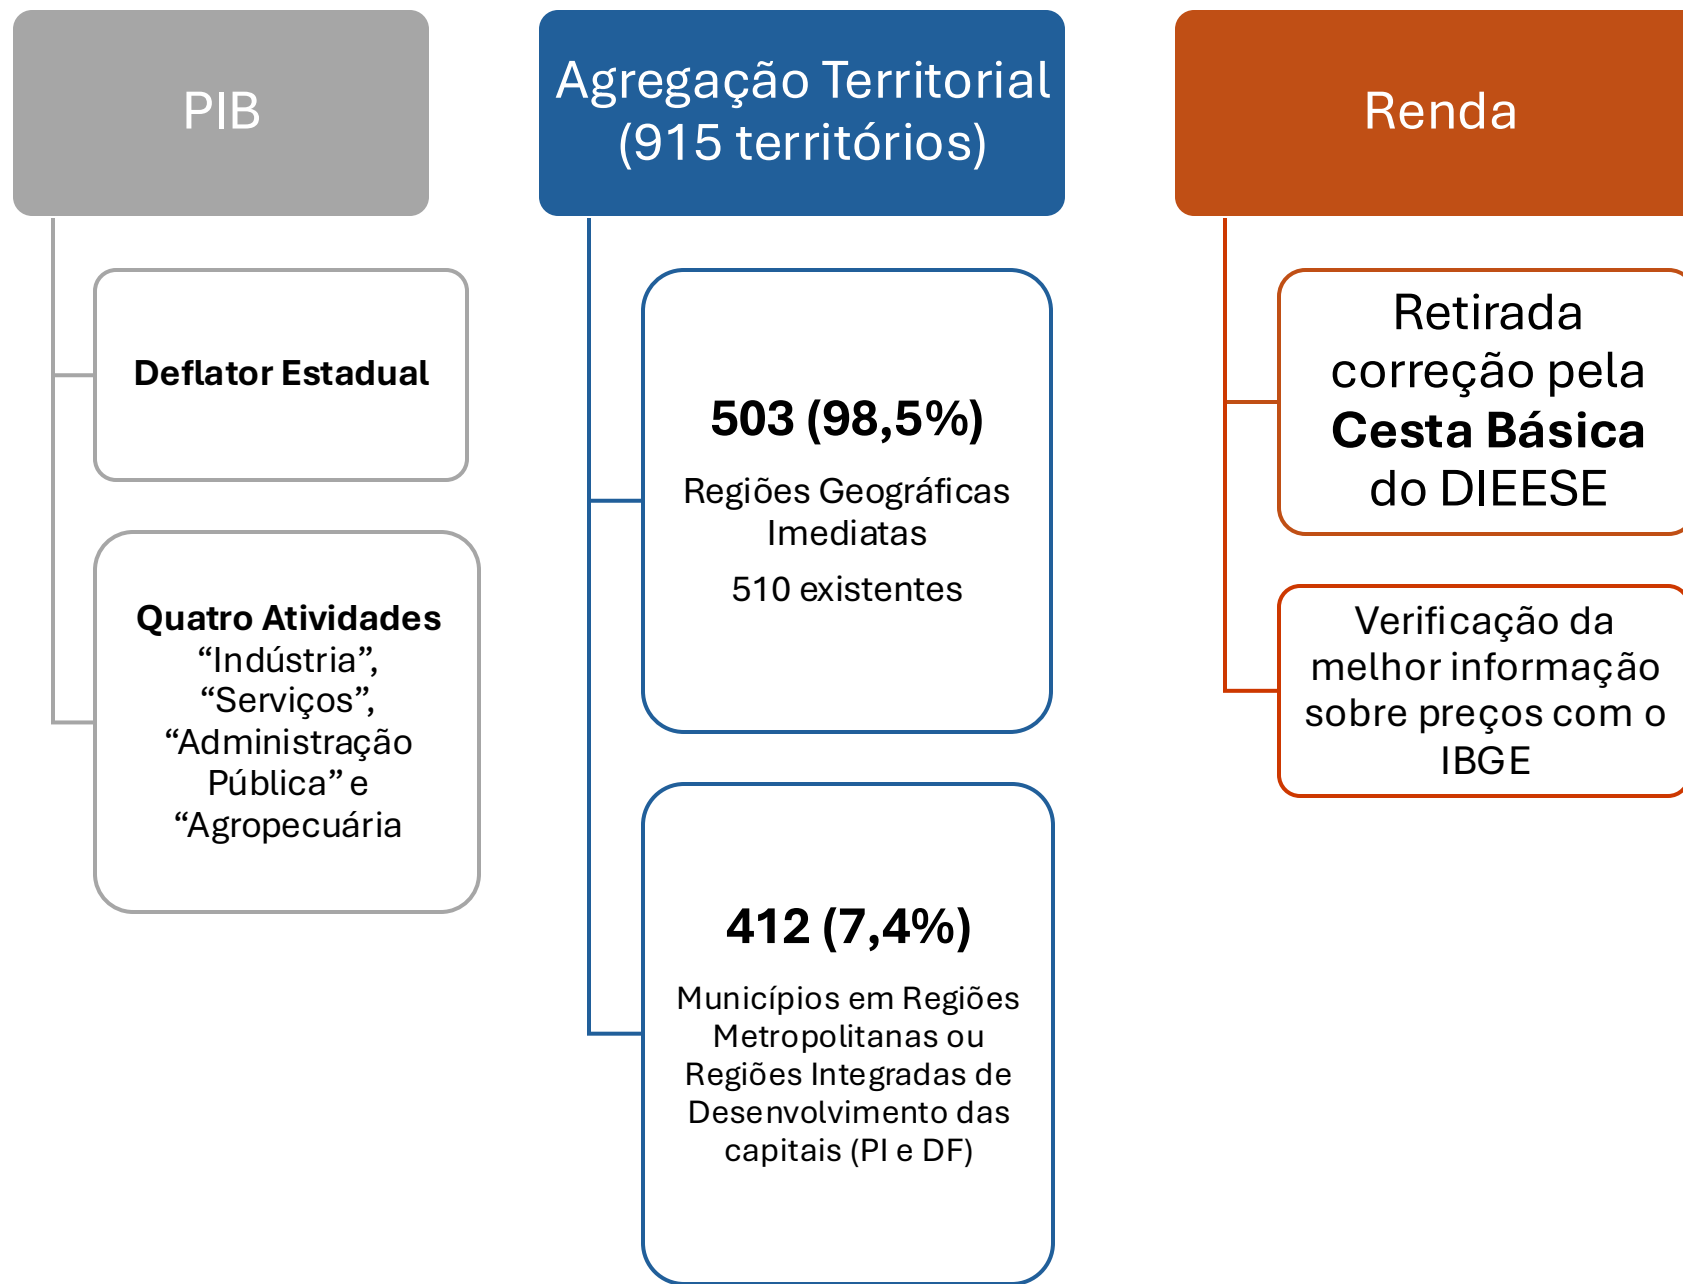 PIB
Deflator Estadual
Quatro Atividades
“Indústria”,
“Serviços”,
“Administração
Pública” e
“Agropecuária
Agregação Territorial
(915 territórios)
503 (98,5%)
Regiões Geográficas
Imediatas
510 existentes
412 (7,4%)
Municípios em Regiões
Metropolitanas ou
Regiões Integradas de
Desenvolvimento das
capitais (PI e DF)
Renda
Retirada
correção pela
Cesta Básica
do DIEESE
Verificação da
melhor informação
sobre preços com o
IBGE